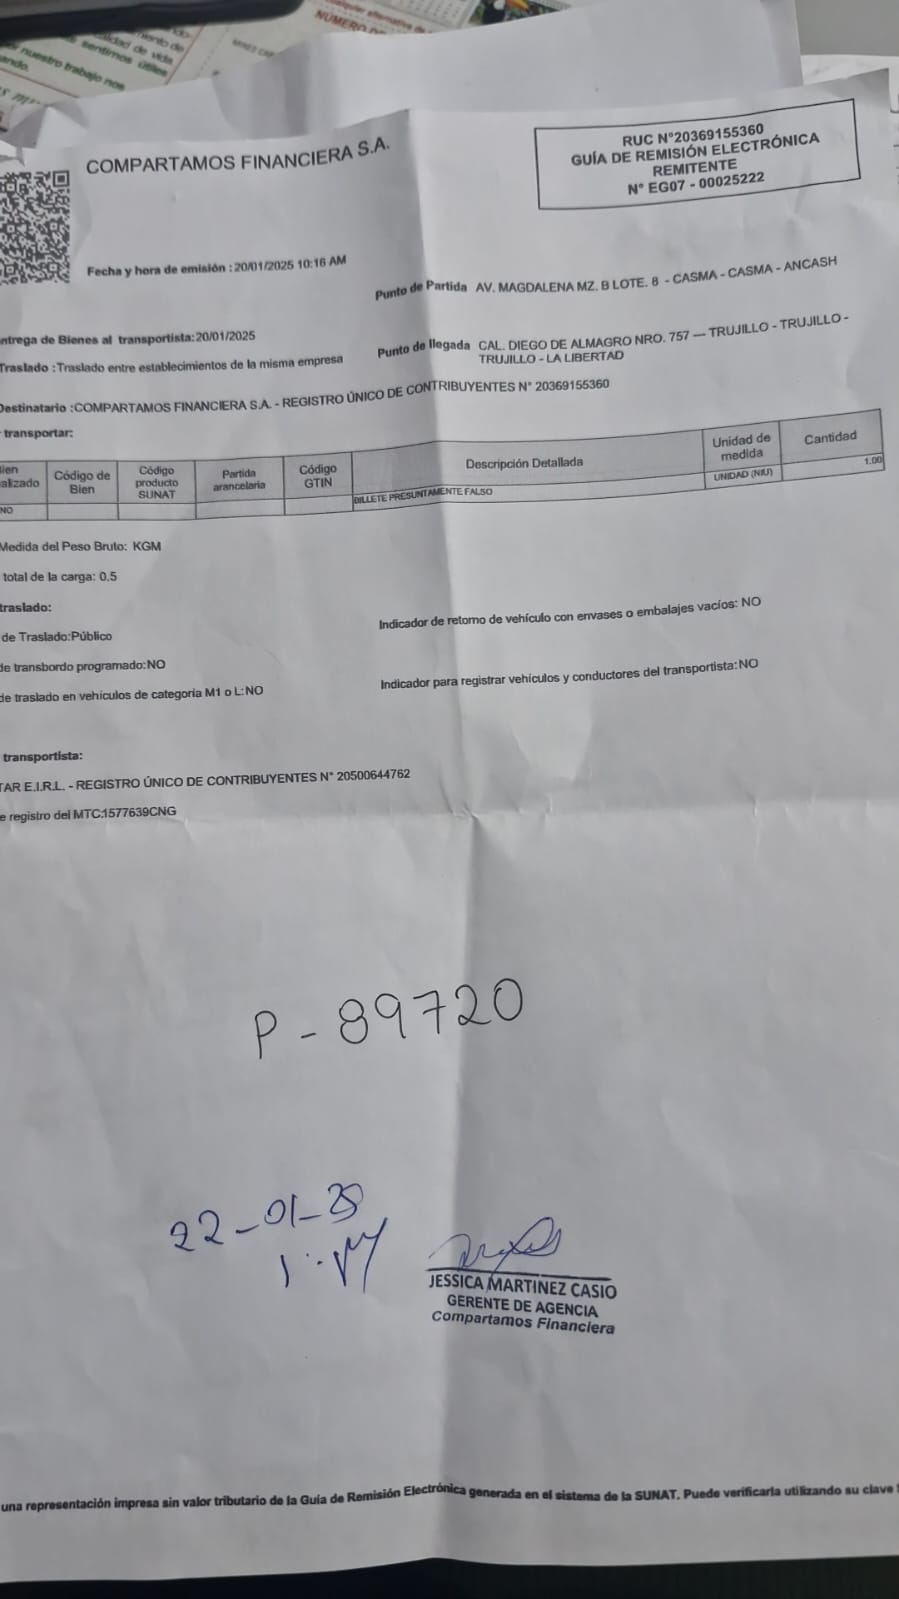 NÚMERO D
COMPARTAMOS FINANCIERA S.A.
RUC N°20369155360
GUÍA DE REMISIÓN ELECTRÓNICA
REMITENTE
N° EG07 - 00025222
Fecha y hora de emisión : 20/01/2025 10:16 AM
Punto de Partida AV. MAGDALENA MZ. B LOTE. 8 - CASMA - CASMA - ANCASH
ntrega de Bienes al transportista:20/01/2025
Punto de llegada CAL. DIEGO DE ALMAGRO NRO. 757 --- TRUJILLO - TRUJILLO -
TRUJILLO - LA LIBERTAD
Traslado :Traslado entre establecimientos de la misma empresa
Destinatario :COMPARTAMOS FINANCIERA S.A. - REGISTRO ÚNICO DE CONTRIBUYENTES N° 20369155360
transportar:
ien
alizado
Código de
Bien
Código
producto
SUNAT
Partida
arancelaria
Código
GTIN
Descripción Detallada
Unidad de
medida
Cantidad
NO
BILLETE PRESUNTAMENTE FALSO
UNIDAD (NIU)
1.00
Medida del Peso Bruto: KGM
total de la carga: 0.5
traslado:
Indicador de retorno de vehículo con envases o embalajes vacíos: NO
de Traslado:Público
de transbordo programado:NO
Indicador para registrar vehículos y conductores del transportista:NO
de traslado en vehículos de categoría M1 o L:NO
transportista:
TAR E.I.R.L. - REGISTRO ÚNICO DE CONTRIBUYENTES N° 20500644762
e registro del MTC:1577639CNG
P - 89720
22-01-25
JESSICA MARTINEZ CASIO
GERENTE DE AGENCIA
Compartamos Financiera
una representación impresa sin valor tributario de la Guía de Remisión Electrónica generada en el sistema de la SUNAT. Puede verificarla utilizando su clave